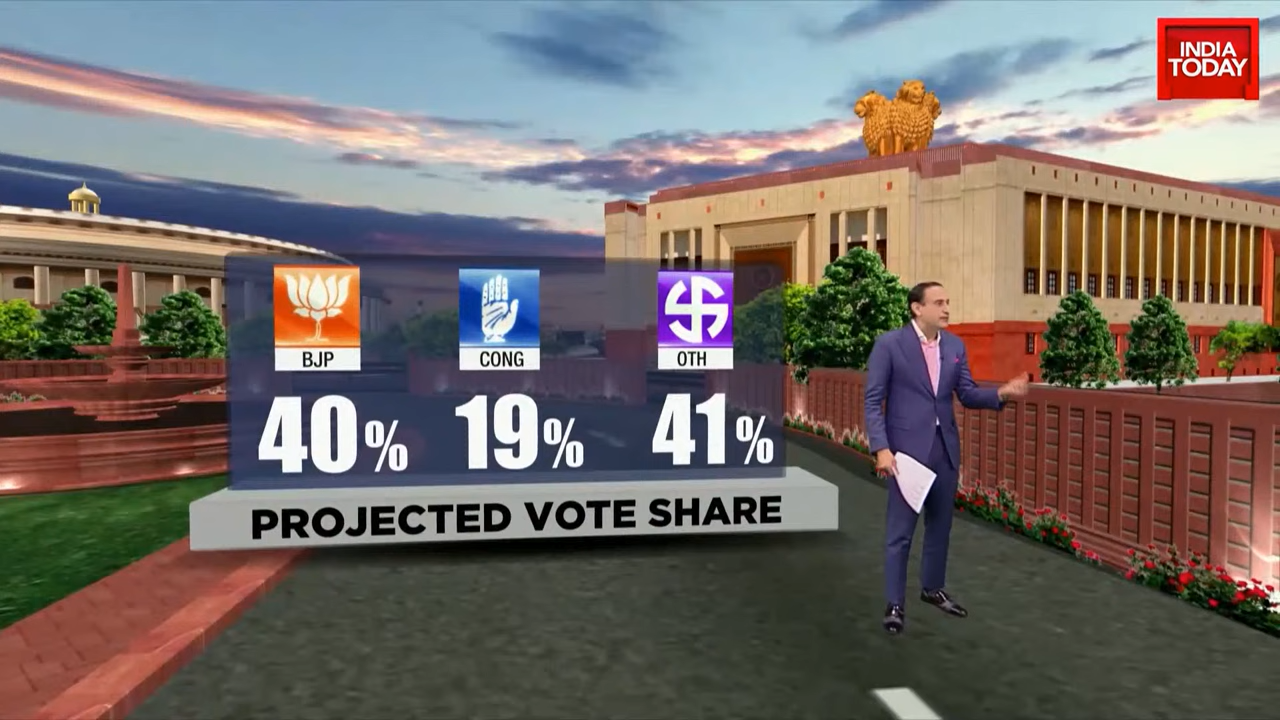 INDIA
TODAY
BJP
CONG
OTH
40%
19%
41%
PROJECTED VOTE SHARE